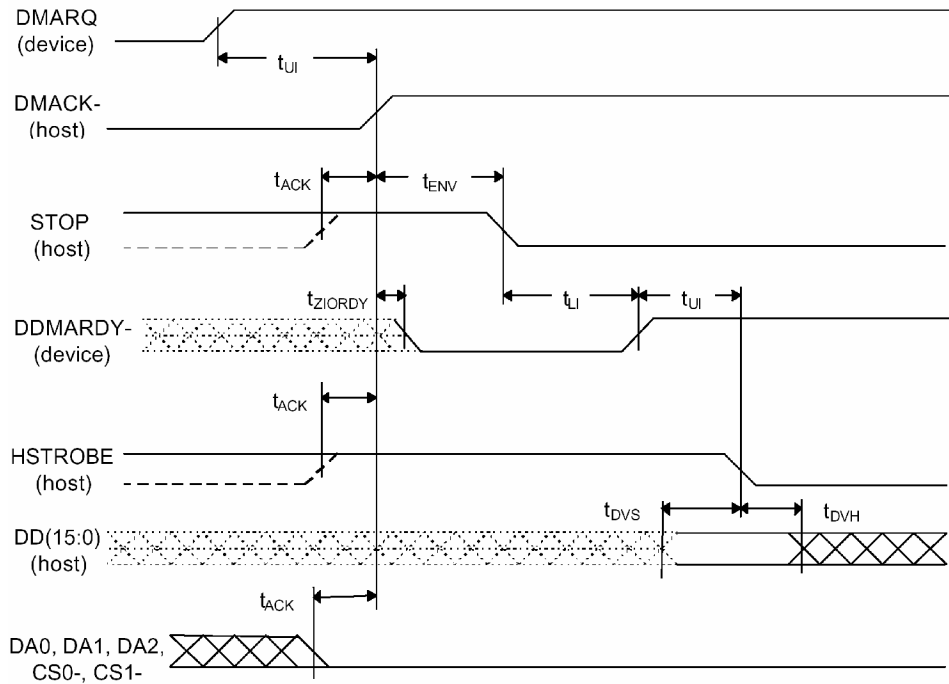 DMARQ
(device)
tUI
DMACK-
(host)
tACK
tENV
STOP
(host)
tZIORDY
tLI
tUI
DDMARDY-
(device)
tACK
HSTROBE
(host)
tDVS
tDVH
DD(15:0)
(host)
tACK
DA0, DA1, DA2,
CS0-, CS1-